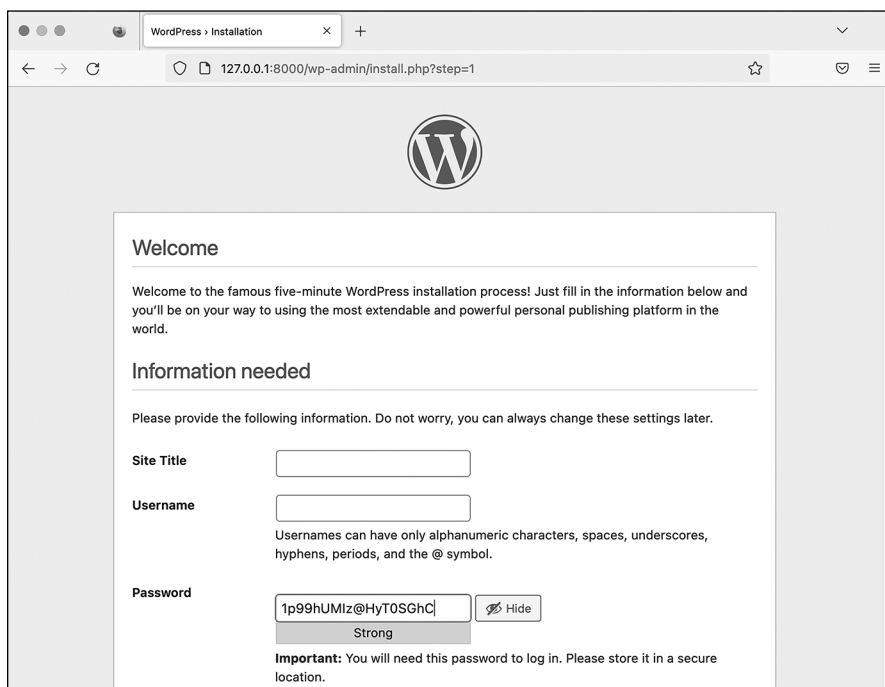 WordPress › Installation
127.0.0.1:8000/wp-admin/install.php?step=1
Welcome
Welcome to the famous five-minute WordPress installation process! Just fill in the information below and
you’ll be on your way to using the most extendable and powerful personal publishing platform in the
world.
Information needed
Please provide the following information. Do not worry, you can always change these settings later.
Site Title
Username
Usernames can have only alphanumeric characters, spaces, underscores,
hyphens, periods, and the @ symbol.
Password
1p99hUMIz@HyT0SGhC Hide
Strong
Important: You will need this password to log in. Please store it in a secure
location.